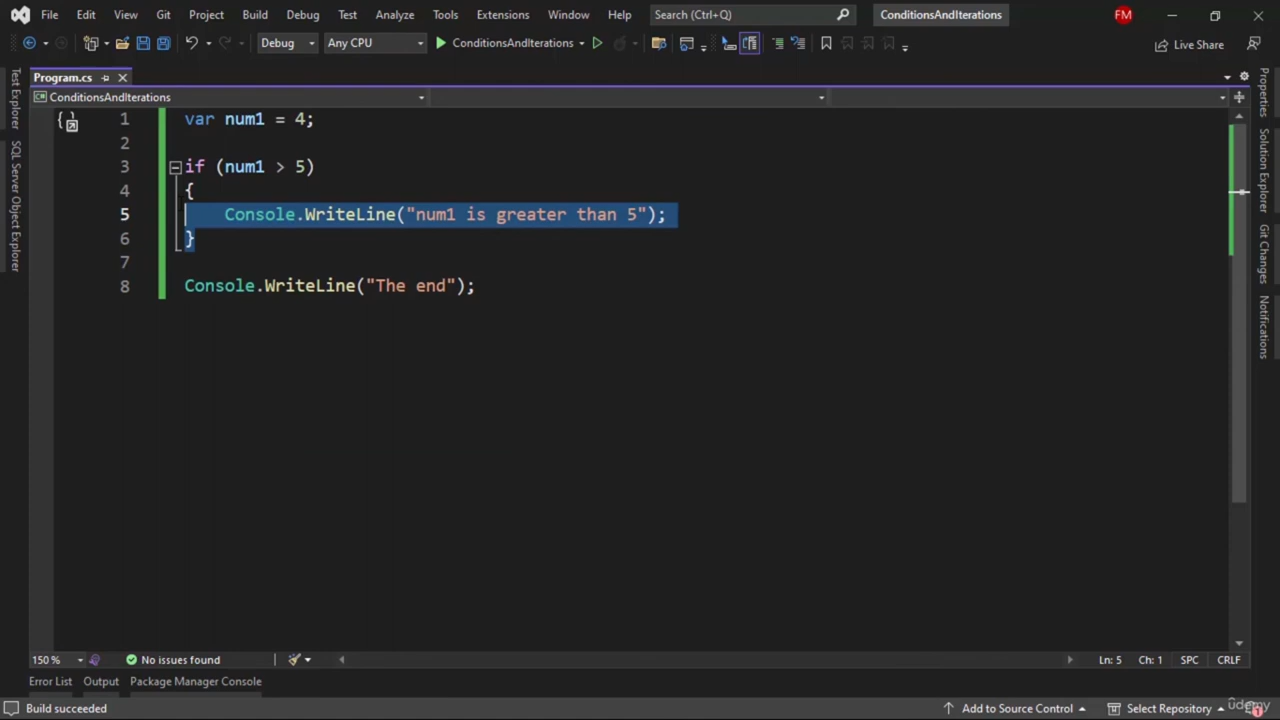 File Edit View Git Project Build Debug Test Analyze Tools Extensions Window Help Search (Ctrl+Q) ConditionsAndIterations FM
Debug Any CPU ConditionsAndIterations Live Share
Program.cs
ConditionsAndIterations
Test Explorer
SQL Server Object Explorer
1 var num1 = 4;
2
3 if (num1 > 5)
4 {
5 Console.WriteLine("num1 is greater than 5");
6 }
7
8 Console.WriteLine("The end");
Properties
Solution Explorer
Git Changes
Notifications
150 % No issues found Ln: 5 Ch: 1 SPC CRLF
Error List Output Package Manager Console
Build succeeded Add to Source Control Select Repository 1
udemy